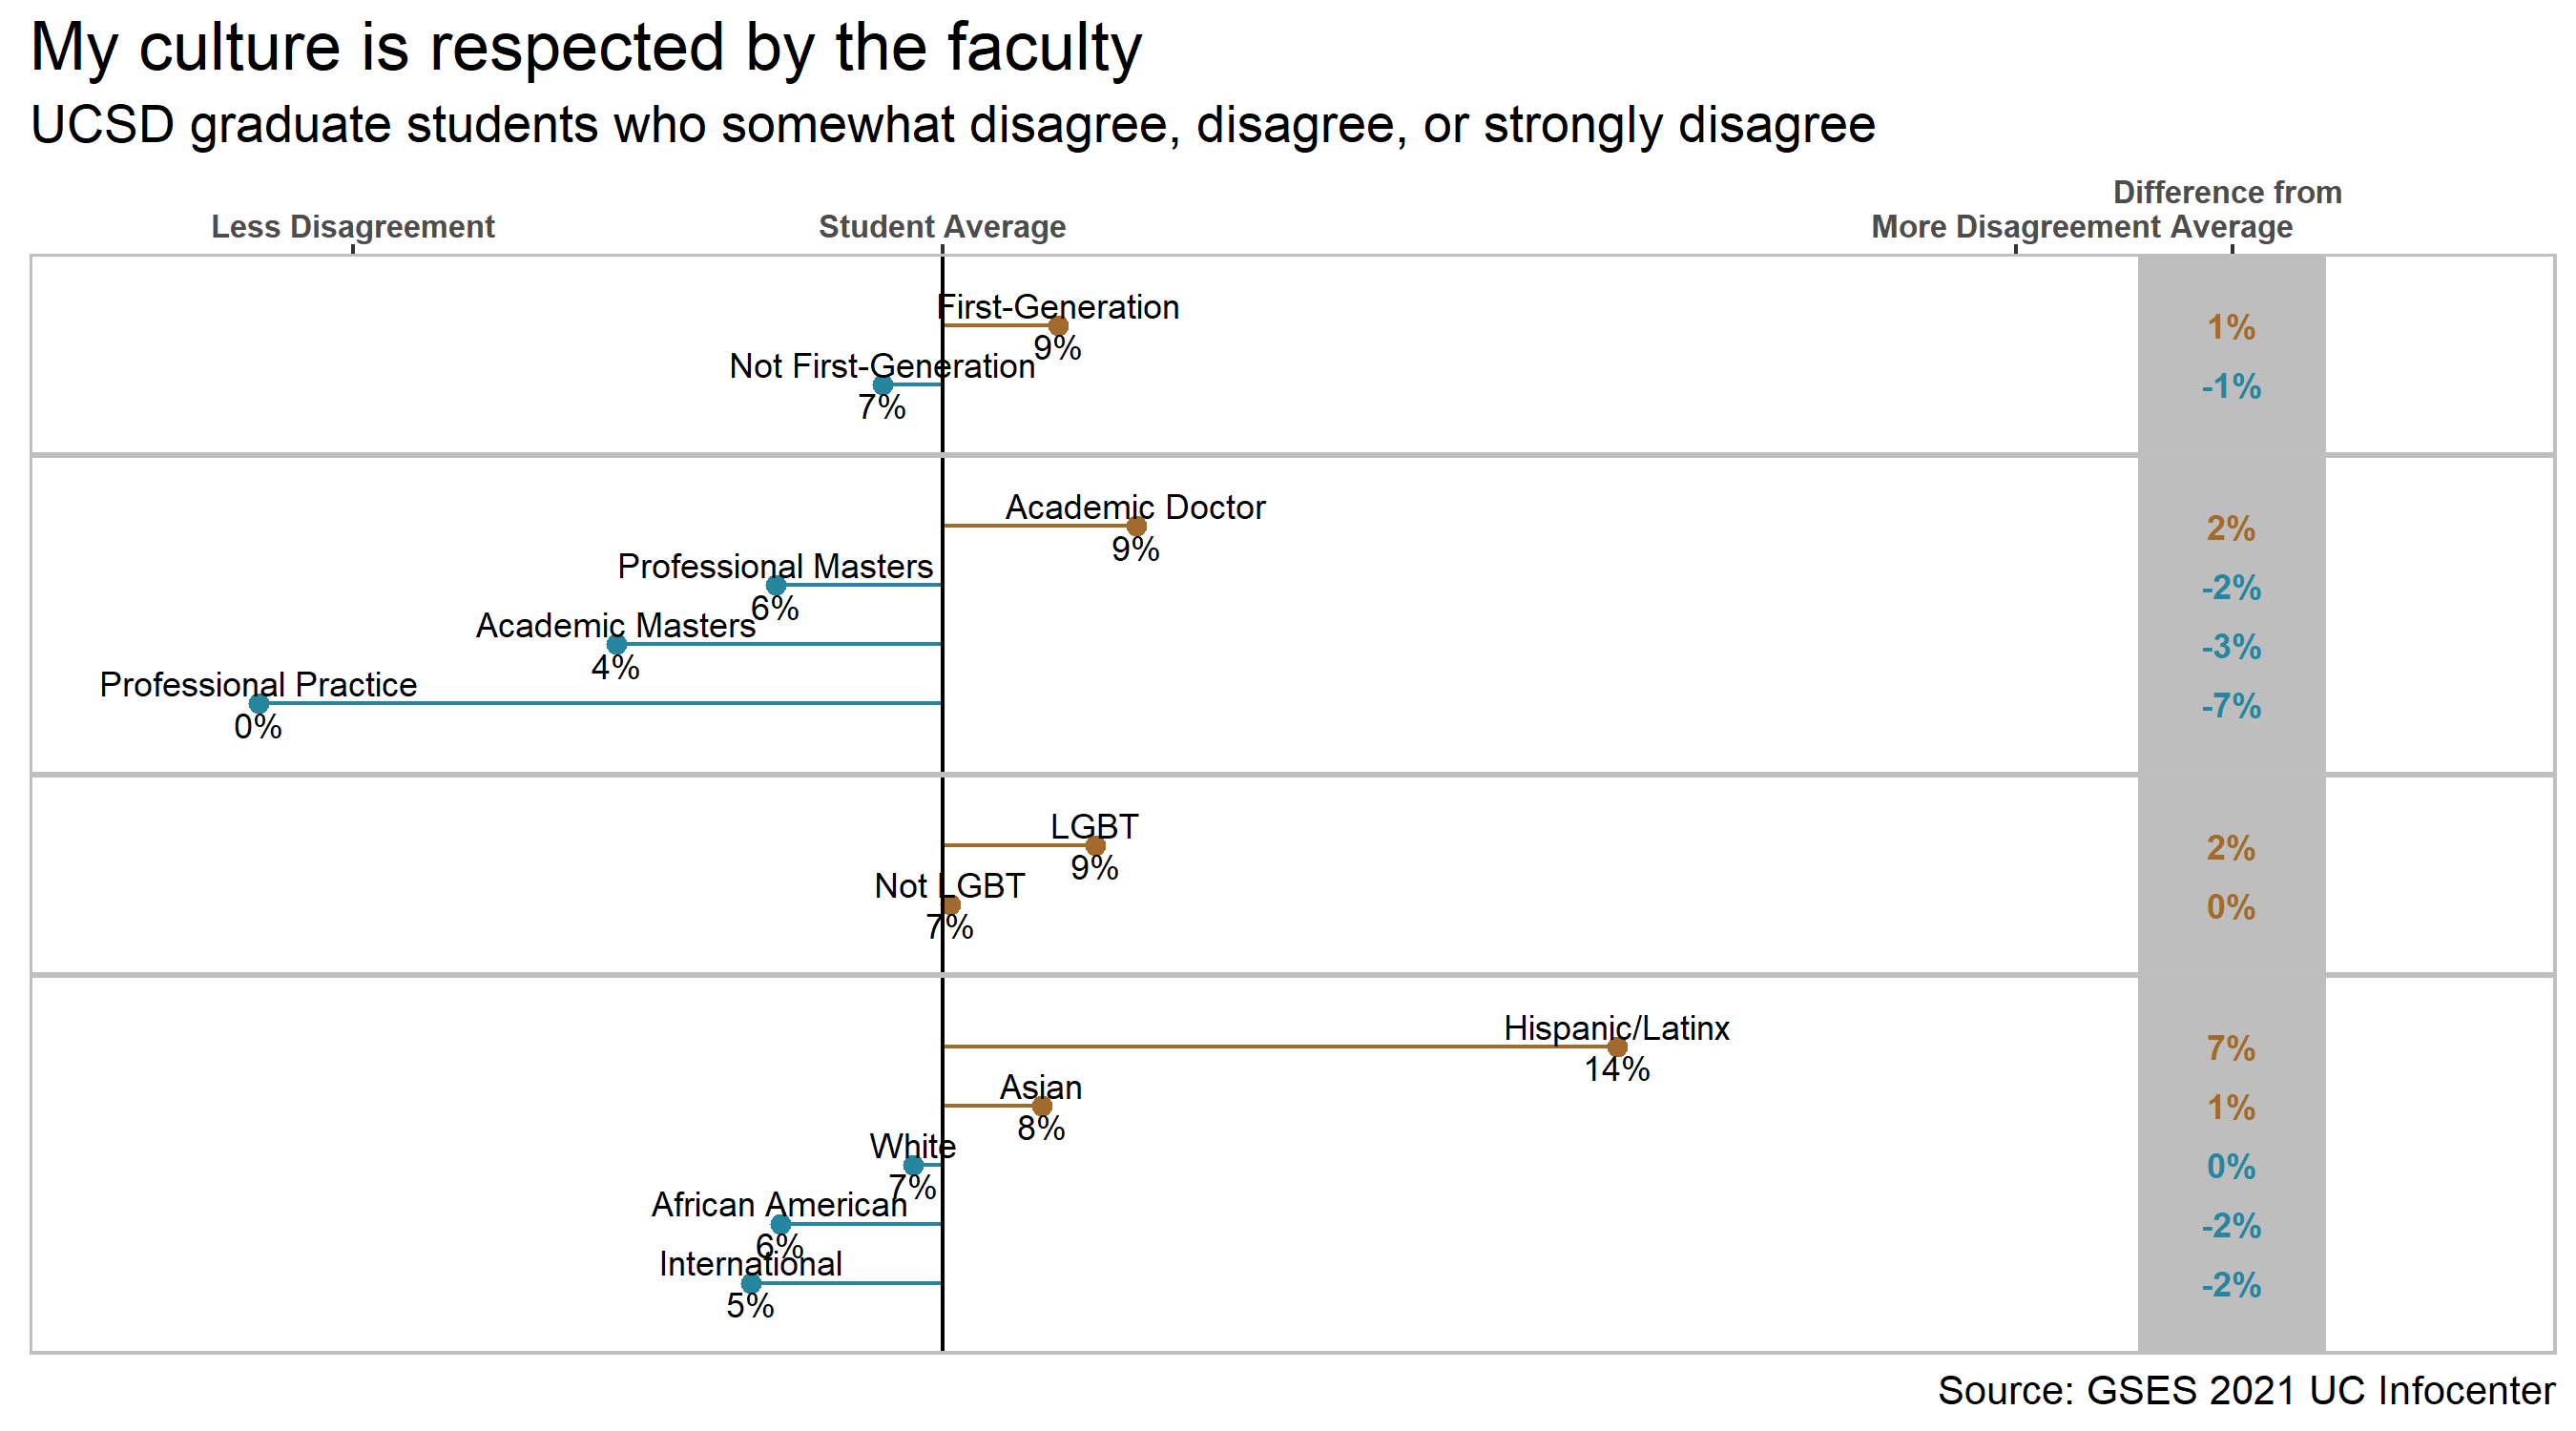 My culture is respected by the faculty
UCSD graduate students who somewhat disagree, disagree, or strongly disagree
Less Disagreement
Student Average
More Disagreement
Difference from
Average
First-Generation
9%
1%
Not First-Generation
7%
-1%
Academic Doctor
9%
2%
Professional Masters
6%
-2%
Academic Masters
4%
-3%
Professional Practice
0%
-7%
LGBT
9%
2%
Not LGBT
7%
0%
Hispanic/Latinx
14%
7%
Asian
8%
1%
White
7%
0%
African American
6%
-2%
International
5%
-2%
Source: GSES 2021 UC Infocenter